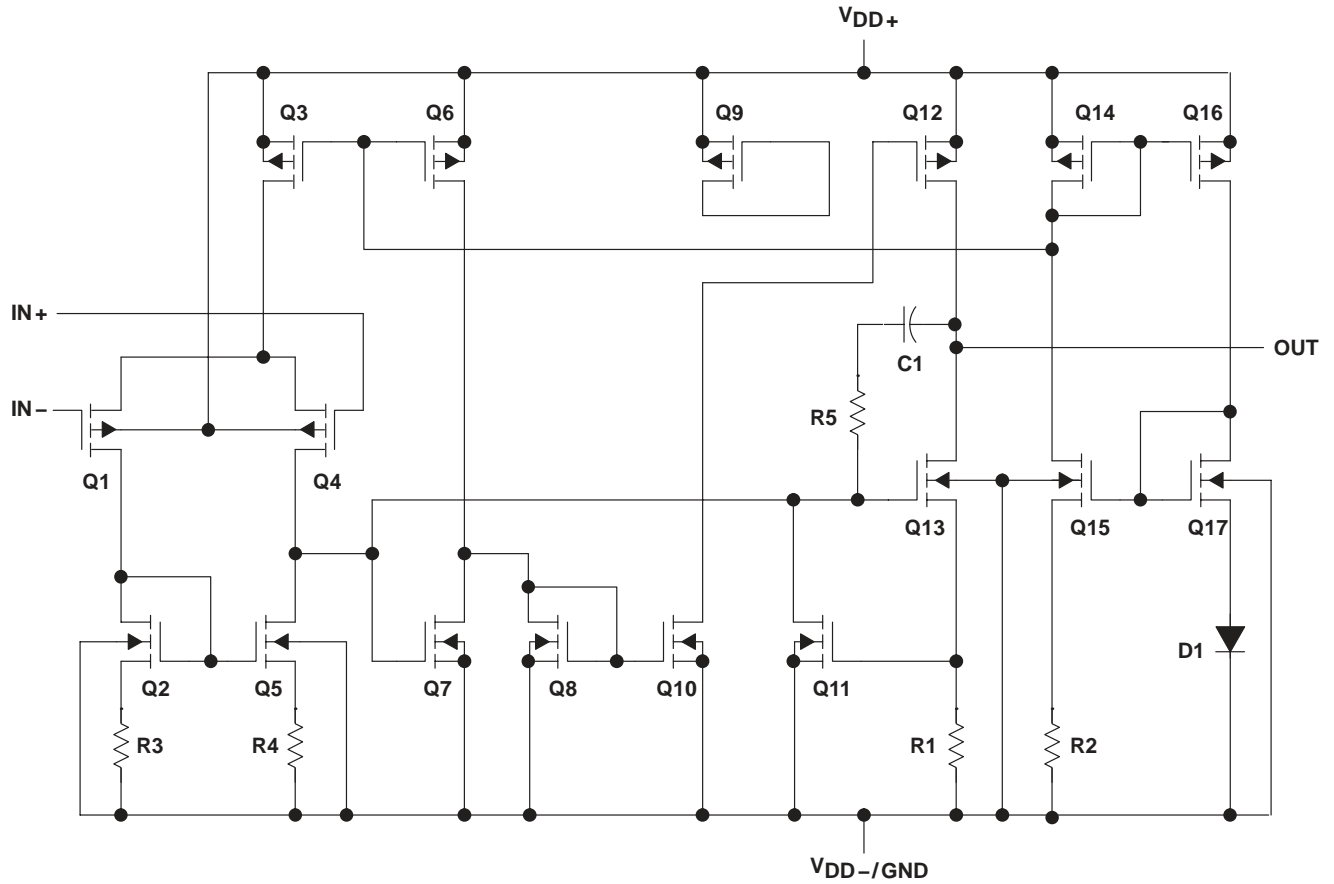 VDD+
Q3
Q6
Q9
Q12
Q14
Q16
IN+
OUT
C1
IN−
R5
Q1
Q4
Q13
Q15
Q17
D1
Q2
Q5
Q7
Q8
Q10
Q11
R3
R4
R1
R2
VDD−/GND